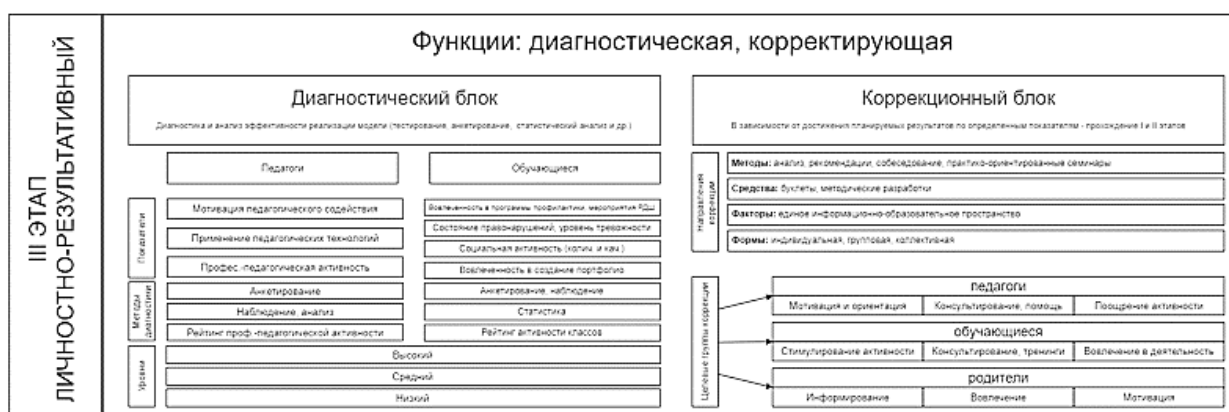 III ЭТАП
ЛИЧНОСТНО-РЕЗУЛЬТАТИВНЫЙ
Функции: диагностическая, корректирующая
Диагностический блок
Диагностика и анализ эффективности реализации модели (тестирование, анкетирование, статистический анализ и др.)
Педагоги
Обучающиеся
Показатели
Мотивация педагогического содействия
Применение педагогических технологий
Профес.-педагогическая активность
Вовлеченность в программы профилактики, мероприятия РДШ
Состояние правонарушений, уровень тревожности
Социальная активность (колич. и кач.)
Вовлеченность в создание портфолио
Методы
диагностики
Анкетирование
Наблюдение, анализ
Рейтинг проф.-педагогической активности
Анкетирование, наблюдение
Статистика
Рейтинг активности классов
Уровни
Высокий
Средний
Низкий
Коррекционный блок
В зависимости от достижения планируемых результатов по определенным показателям - прохождение I и II этапов
Направления
коррекции
Методы: анализ, рекомендации, собеседование, практико-ориентированные семинары
Средства: буклеты, методические разработки
Факторы: единое информационно-образовательное пространство
Формы: индивидуальная, групповая, коллективная
Целевые группы коррекции
педагоги
Мотивация и ориентация
Консультирование, помощь
Поощрение активности
обучающиеся
Стимулирование активности
Консультирование, тренинги
Вовлечение в деятельность
родители
Информирование
Вовлечение
Мотивация